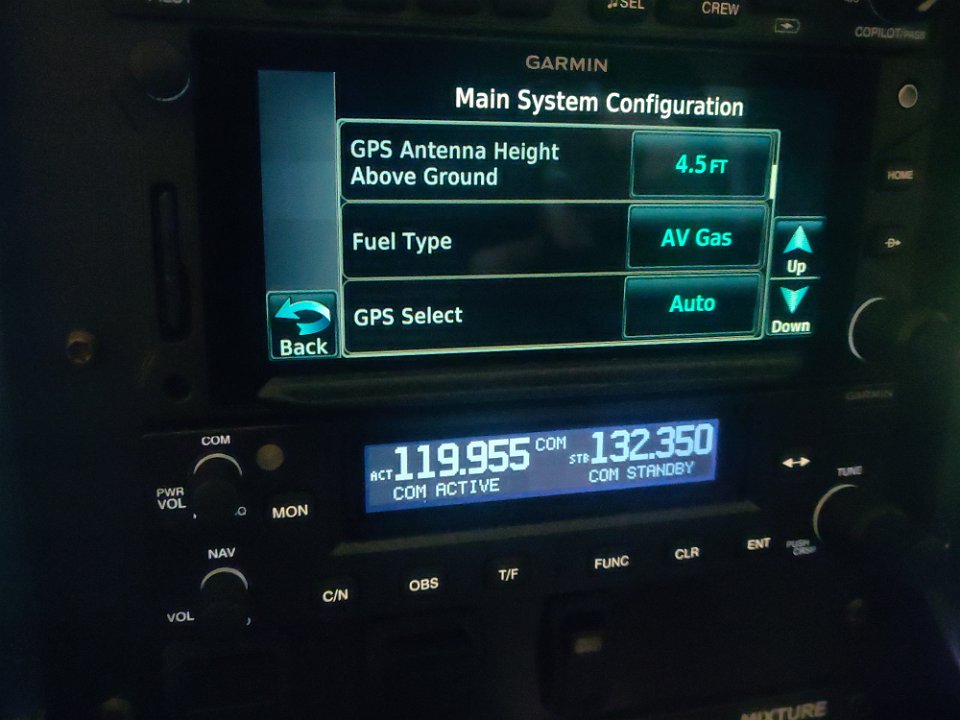 SEL
CREW
COPILOT/PASS
GARMIN
Main System Configuration
GPS Antenna Height
Above Ground
4.5 FT
HOME
Fuel Type
AV Gas
Up
GPS Select
Auto
Back
Down
GARMIN
COM
ACT 119.955 COM STB 132.350
COM ACTIVE
COM STANDBY
TUNE
PWR
VOL
MON
PUSH
NAV
C/N
OBS
T/F
FUNC
CLR
ENT
VOL
MIXTURE